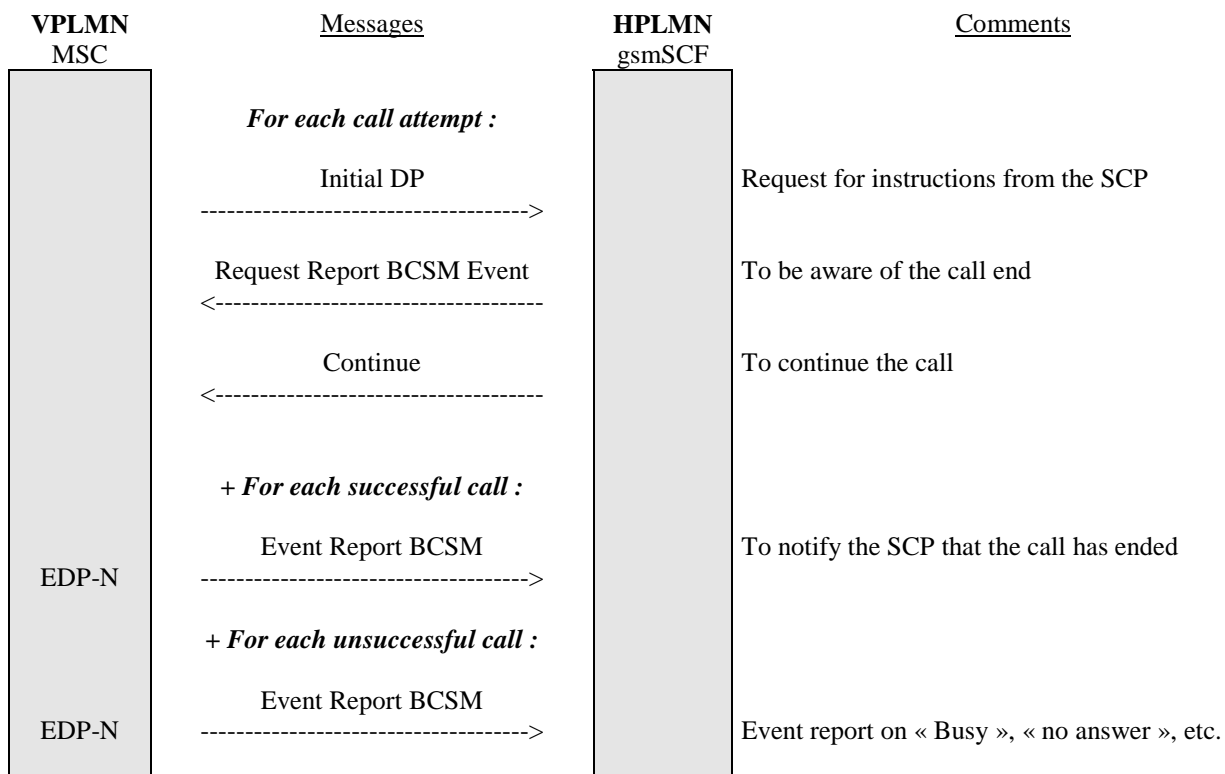 VPLMN Messages HPLMN Comments
MSC gsmSCF
For each call attempt :
Initial DP Request for instructions from the SCP
------------------------------------->
Request Report BCSM Event To be aware of the call end
<-------------------------------------
Continue To continue the call
<-------------------------------------
+ For each successful call :
Event Report BCSM To notify the SCP that the call has ended
EDP-N ------------------------------------->
+ For each unsuccessful call :
Event Report BCSM
EDP-N -------------------------------------> Event report on « Busy », « no answer », etc.